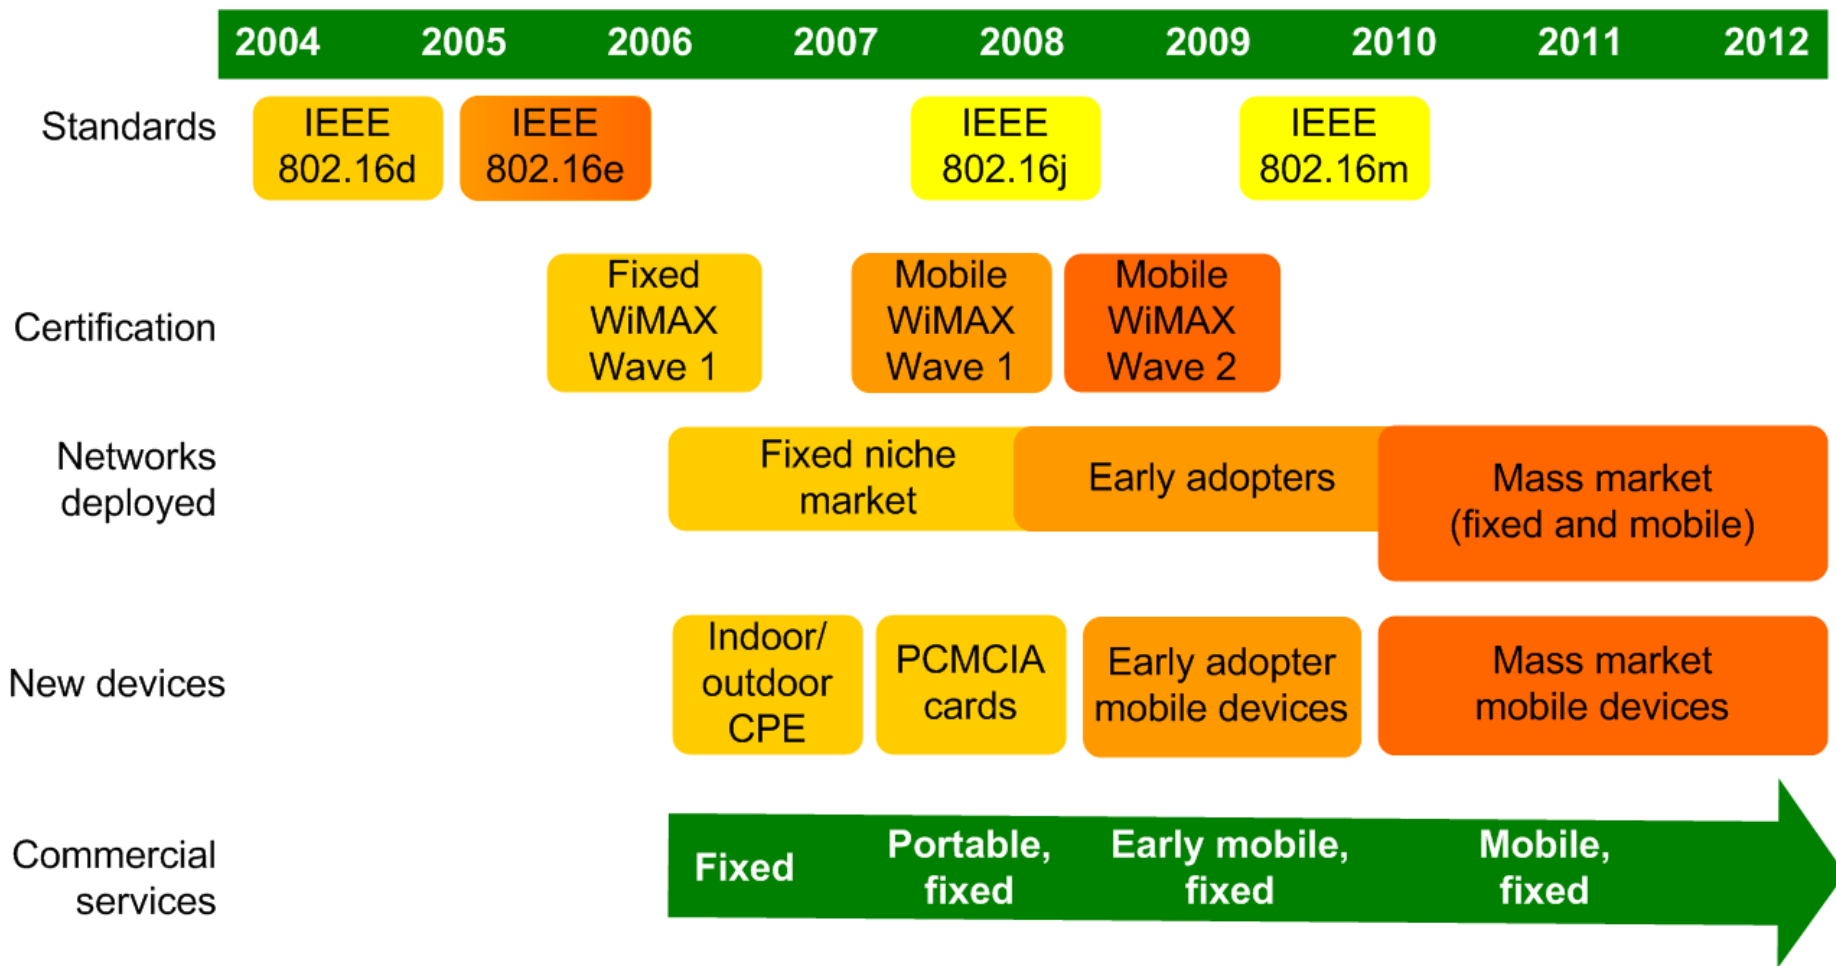 2004 2005 2006 2007 2008 2009 2010 2011 2012
Standards
IEEE
802.16d
IEEE
802.16e
IEEE
802.16j
IEEE
802.16m
Certification
Fixed
WiMAX
Wave 1
Mobile
WiMAX
Wave 1
Mobile
WiMAX
Wave 2
Networks
deployed
Fixed niche
market
Early adopters
Mass market
(fixed and mobile)
New devices
Indoor/
outdoor
CPE
PCMCIA
cards
Early adopter
mobile devices
Mass market
mobile devices
Commercial
services
Fixed
Portable,
fixed
Early mobile,
fixed
Mobile,
fixed